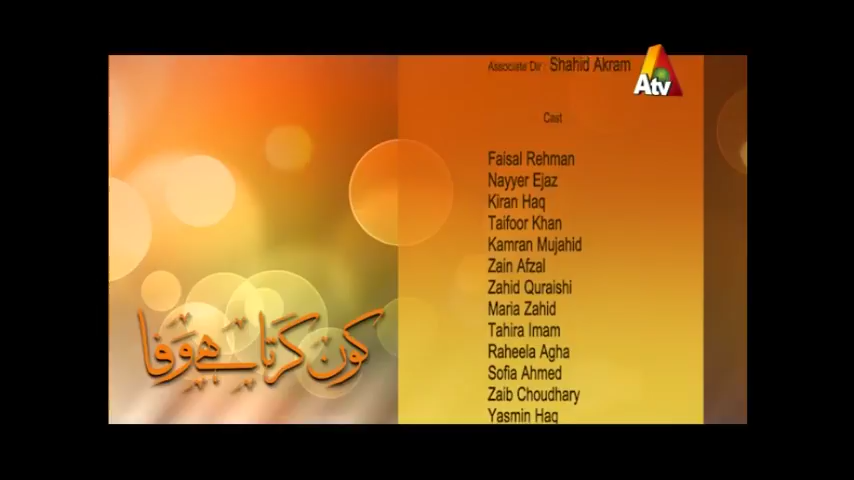 Associate Dir: Shahid Akram
Atv
Cast
Faisal Rehman
Nayyer Ejaz
Kiran Haq
Taifoor Khan
Kamran Mujahid
Zain Afzal
Zahid Quraishi
Maria Zahid
Tahira Imam
Raheela Agha
Sofia Ahmed
Zaib Choudhary
Yasmin Haq
کون کرتا ہے وفا